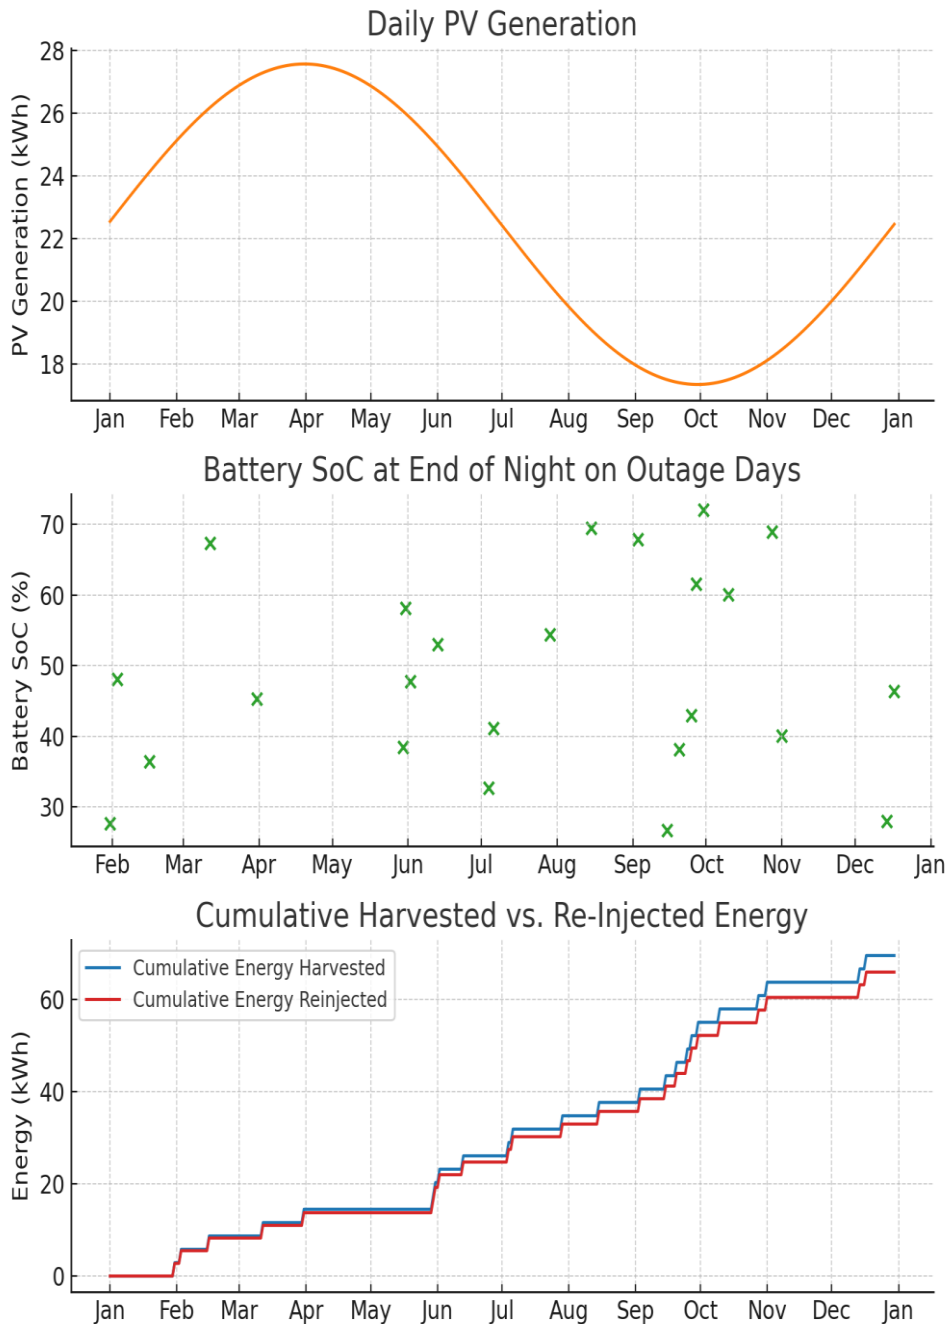 Daily PV Generation
PV Generation (kWh)
28
26
24
22
20
18
Jan Feb Mar Apr May Jun Jul Aug Sep Oct Nov Dec Jan
Battery SoC at End of Night on Outage Days
Battery SoC (%)
70
60
50
40
30
Feb Mar Apr May Jun Jul Aug Sep Oct Nov Dec Jan
Cumulative Harvested vs. Re-Injected Energy
Cumulative Energy Harvested
Cumulative Energy Reinjected
Energy (kWh)
60
40
20
0
Jan Feb Mar Apr May Jun Jul Aug Sep Oct Nov Dec Jan